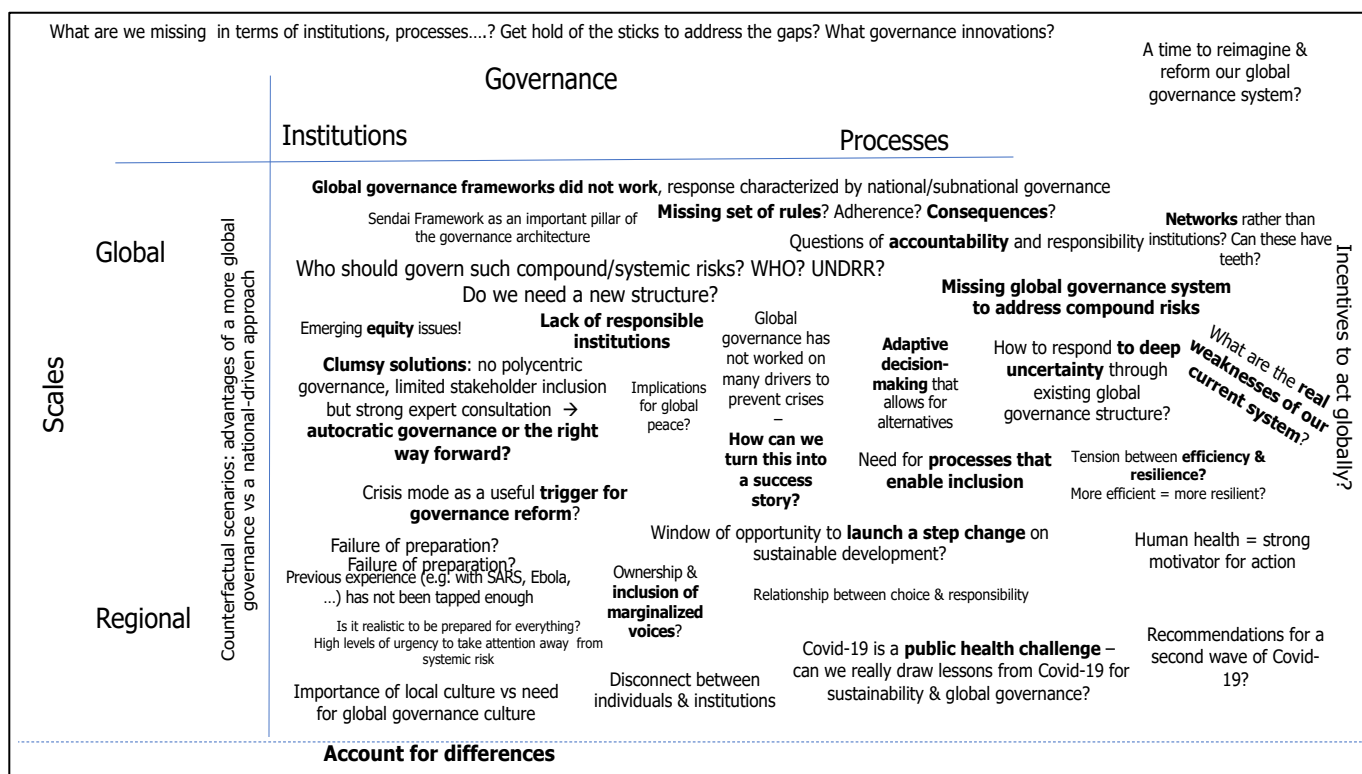 What are we missing in terms of institutions, processes….? Get hold of the sticks to address the gaps? What governance innovations?
A time to reimagine &
reform our global
governance system?
Governance
Institutions
Processes
Global governance frameworks did not work, response characterized by national/subnational governance
Sendai Framework as an important pillar of
the governance architecture
Missing set of rules? Adherence? Consequences?
Questions of accountability and responsibility
Networks rather than
institutions? Can these have
teeth?
Global
Who should govern such compound/systemic risks? WHO? UNDRR?
Do we need a new structure?
Missing global governance system
to address compound risks
Incentives to act globally?
Scales
Counterfactual scenarios: advantages of a more global
governance vs a national-driven approach
Emerging equity issues!
Lack of responsible
institutions
Global
governance has
not worked on
many drivers to
prevent crises
–
How can we
turn this into
a success
story?
Adaptive
decision-
making that
allows for
alternatives
How to respond to deep
uncertainty through
existing global
governance structure?
What are the real
weaknesses of our
current system?
Clumsy solutions: no polycentric
governance, limited stakeholder inclusion
but strong expert consultation →
autocratic governance or the right
way forward?
Implications
for global
peace?
Need for processes that
enable inclusion
Tension between efficiency &
resilience?
More efficient = more resilient?
Crisis mode as a useful trigger for
governance reform?
Window of opportunity to launch a step change on
sustainable development?
Human health = strong
motivator for action
Failure of preparation?
Failure of preparation?
Previous experience (e.g. with SARS, Ebola,
…) has not been tapped enough
Ownership &
inclusion of
marginalized
voices?
Relationship between choice & responsibility
Regional
Is it realistic to be prepared for everything?
High levels of urgency to take attention away from
systemic risk
Covid-19 is a public health challenge –
can we really draw lessons from Covid-19 for
sustainability & global governance?
Recommendations for a
second wave of Covid-
19?
Importance of local culture vs need
for global governance culture
Disconnect between
individuals & institutions
Account for differences